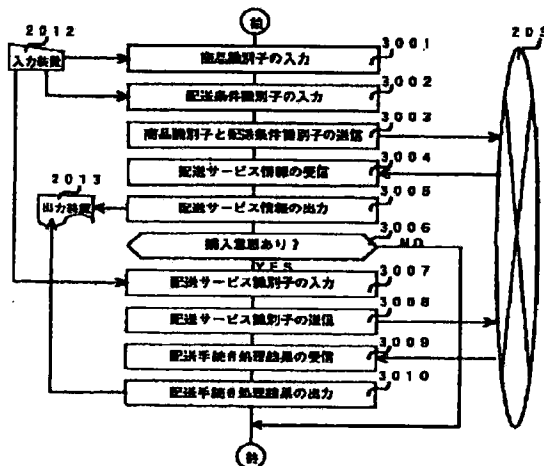 始
2012
入力装置
3001
商品識別子の入力
203
3002
配送条件識別子の入力
3003
商品識別子と配送条件識別子の送信
3004
配送サービス情報の受信
2013
出力装置
3005
配送サービス情報の出力
3006
購入意思あり?
NO
YES
3007
配送サービス識別子の入力
3008
配送サービス識別子の送信
3009
配送手続き処理結果の受信
3010
配送手続き処理結果の出力
終